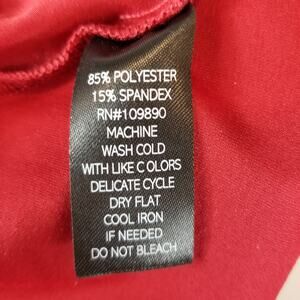 85% POLYESTER
15% SPANDEX
RN#109890
MACHINE
WASH COLD
WITH LIKE COLORS
DELICATE CYCLE
DRY FLAT
COOL IRON
IF NEEDED
DO NOT BLEACH